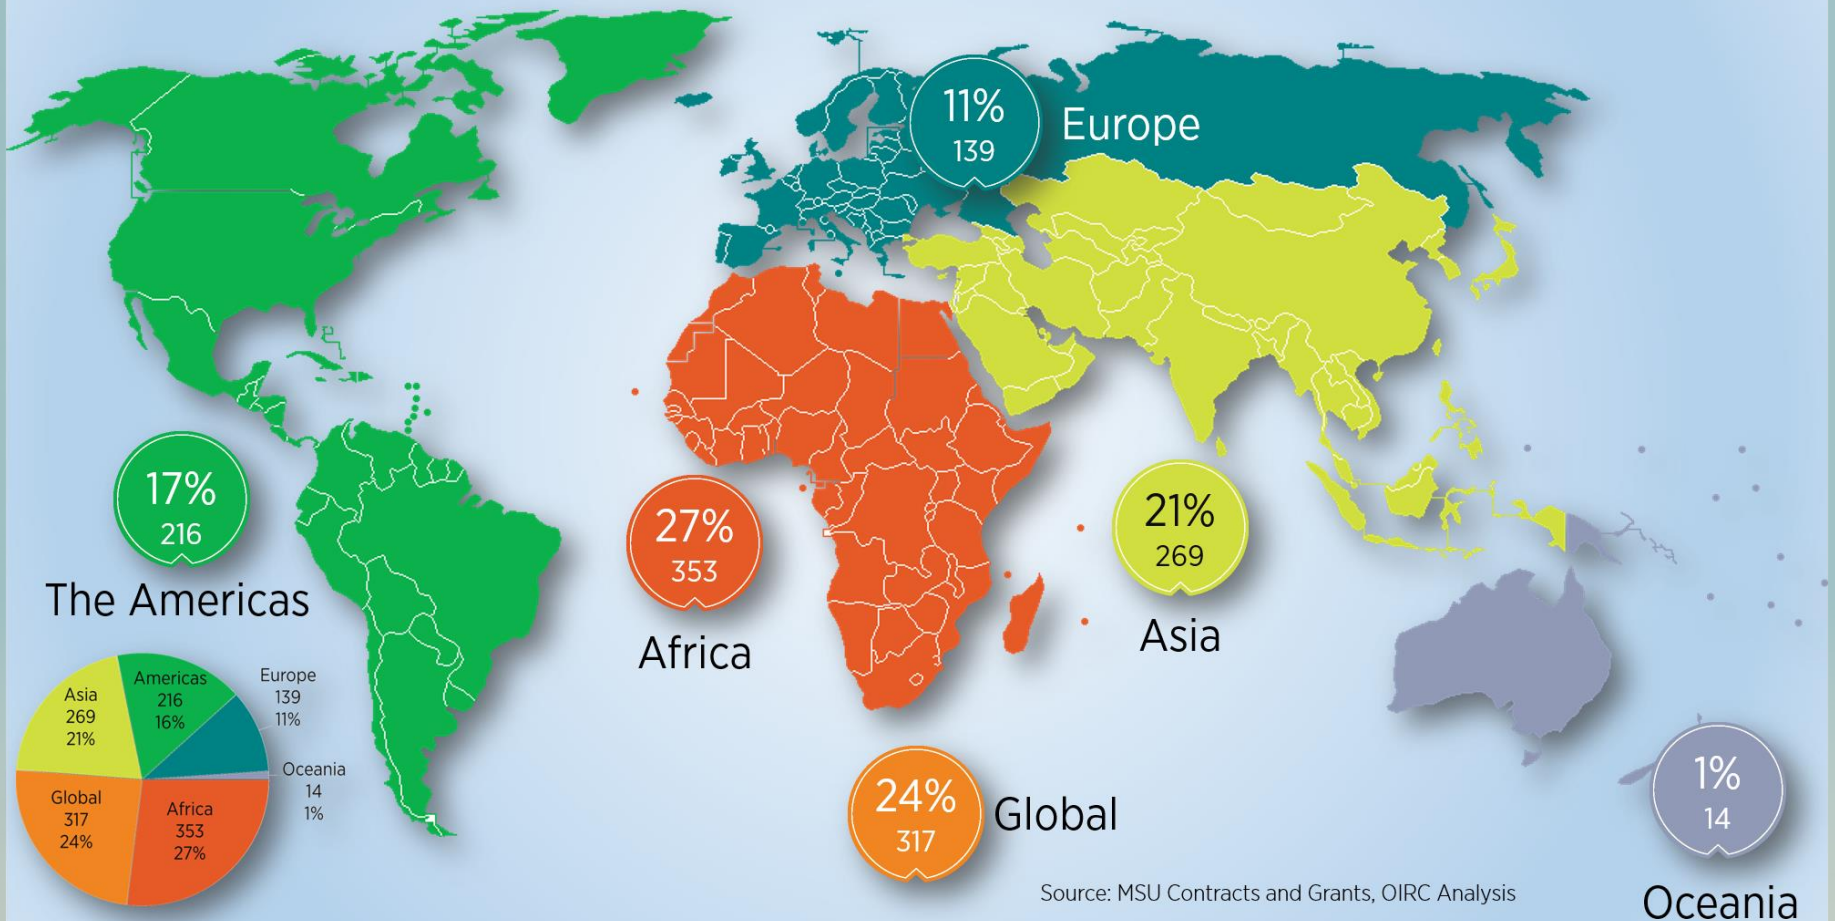 11%
139
Europe
17%
216
The Americas
27%
353
Africa
21%
269
Asia
24%
317
Global
1%
14
Oceania
Asia
269
21%
Americas
216
16%
Europe
139
11%
Oceania
14
1%
Global
317
24%
Africa
353
27%
Source: MSU Contracts and Grants, OIRC Analysis